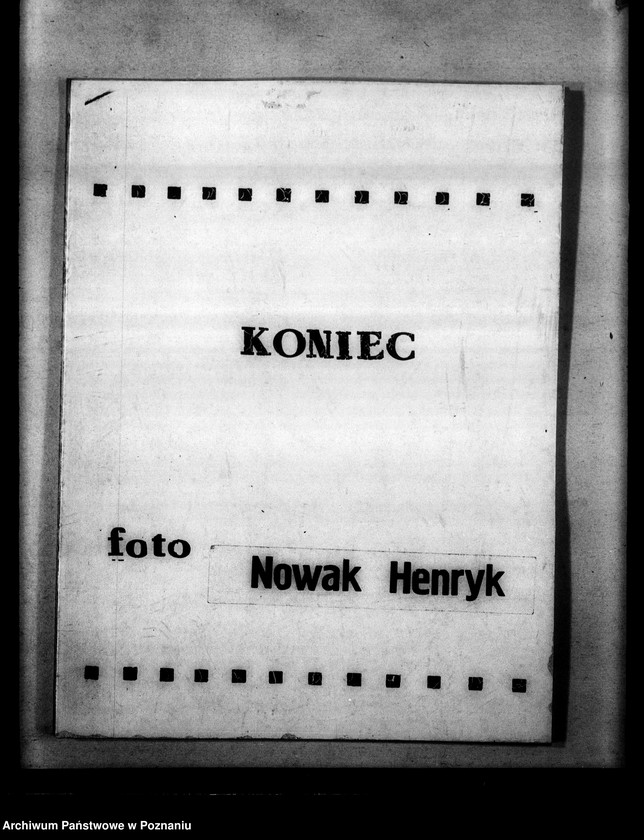 KONIEC
foto Nowak Henryk
Archiwum Państwowe w Poznaniu